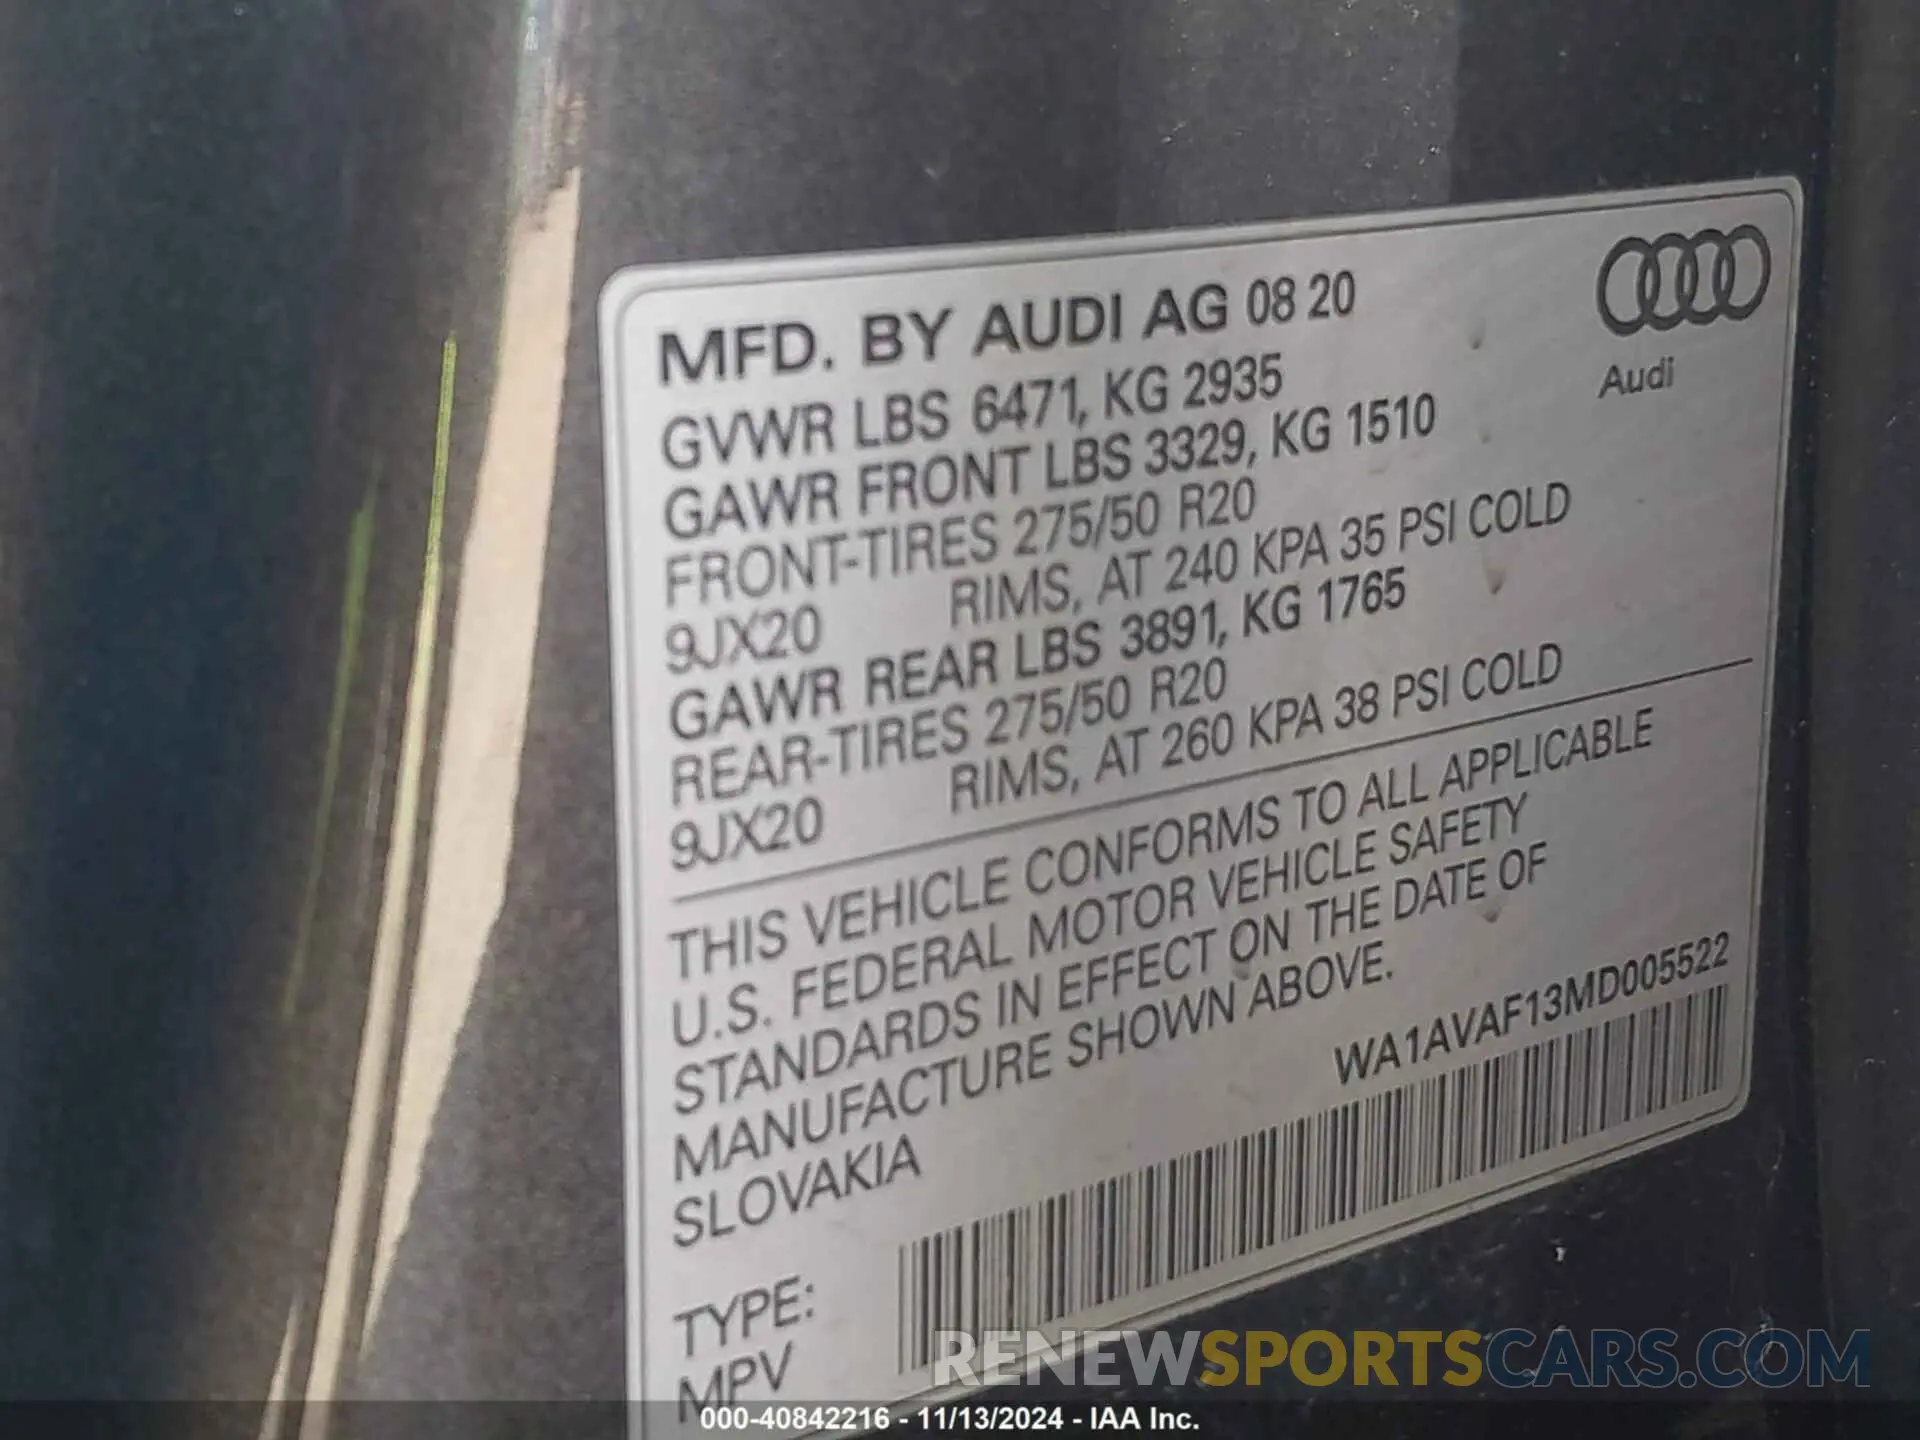 MFD. BY AUDI AG 08 20
Audi
GVWR LBS 6471, KG 2935
GAWR FRONT LBS 3329, KG 1510
FRONT-TIRES 275/50 R20
9JX20 RIMS, AT 240 KPA 35 PSI COLD
GAWR REAR LBS 3891, KG 1765
REAR-TIRES 275/50 R20
9JX20 RIMS, AT 260 KPA 38 PSI COLD
THIS VEHICLE CONFORMS TO ALL APPLICABLE
U.S. FEDERAL MOTOR VEHICLE SAFETY
STANDARDS IN EFFECT ON THE DATE OF
MANUFACTURE SHOWN ABOVE.
SLOVAKIA
WA1AVAF13MD005522
TYPE:
MPV
RENEWSPORTSCARS.COM
000-40842216 - 11/13/2024 - IAA Inc.